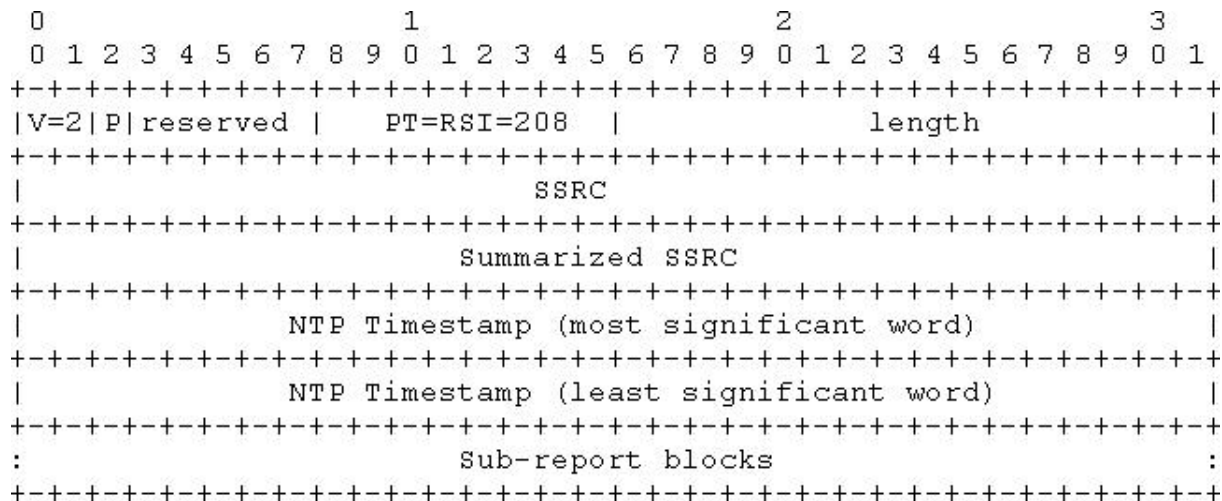 0                   1                   2                   3
 0 1 2 3 4 5 6 7 8 9 0 1 2 3 4 5 6 7 8 9 0 1 2 3 4 5 6 7 8 9 0 1
+-+-+-+-+-+-+-+-+-+-+-+-+-+-+-+-+-+-+-+-+-+-+-+-+-+-+-+-+-+-+-+-+
|V=2|P|reserved |   PT=RSI=208  |             length            |
+-+-+-+-+-+-+-+-+-+-+-+-+-+-+-+-+-+-+-+-+-+-+-+-+-+-+-+-+-+-+-+-+
|                           SSRC                                |
+-+-+-+-+-+-+-+-+-+-+-+-+-+-+-+-+-+-+-+-+-+-+-+-+-+-+-+-+-+-+-+-+
|                       Summarized SSRC                         |
+-+-+-+-+-+-+-+-+-+-+-+-+-+-+-+-+-+-+-+-+-+-+-+-+-+-+-+-+-+-+-+-+
|              NTP Timestamp (most significant word)            |
+-+-+-+-+-+-+-+-+-+-+-+-+-+-+-+-+-+-+-+-+-+-+-+-+-+-+-+-+-+-+-+-+
|              NTP Timestamp (least significant word)           |
+-+-+-+-+-+-+-+-+-+-+-+-+-+-+-+-+-+-+-+-+-+-+-+-+-+-+-+-+-+-+-+-+
:                       Sub-report blocks                       :
+-+-+-+-+-+-+-+-+-+-+-+-+-+-+-+-+-+-+-+-+-+-+-+-+-+-+-+-+-+-+-+-+